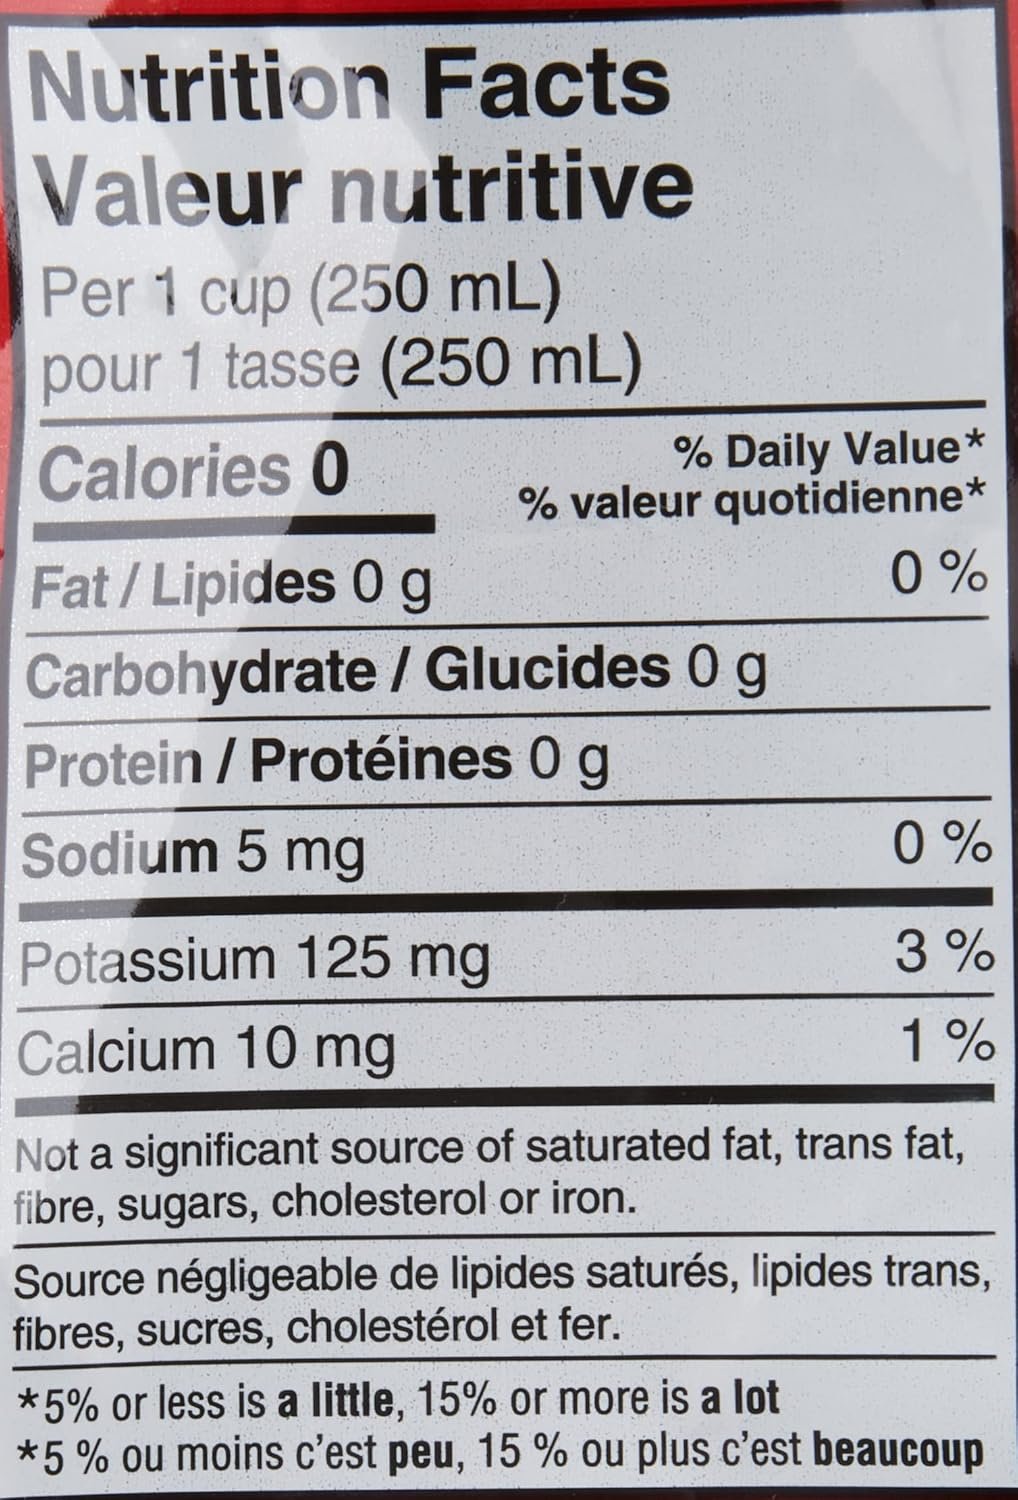 Nutrition Facts
Valeur nutritive
Per 1 cup (250 mL)
pour 1 tasse (250 mL)
Calories 0
% Daily Value*
% valeur quotidienne*
Fat / Lipides 0 g 0 %
Carbohydrate / Glucides 0 g
Protein / Protéines 0 g
Sodium 5 mg 0 %
Potassium 125 mg 3 %
Calcium 10 mg 1 %
Not a significant source of saturated fat, trans fat,
fibre, sugars, cholesterol or iron.
Source négligeable de lipides saturés, lipides trans,
fibres, sucres, cholestérol et fer.
*5% or less is a little, 15% or more is a lot
*5 % ou moins c'est peu, 15 % ou plus c'est beaucoup